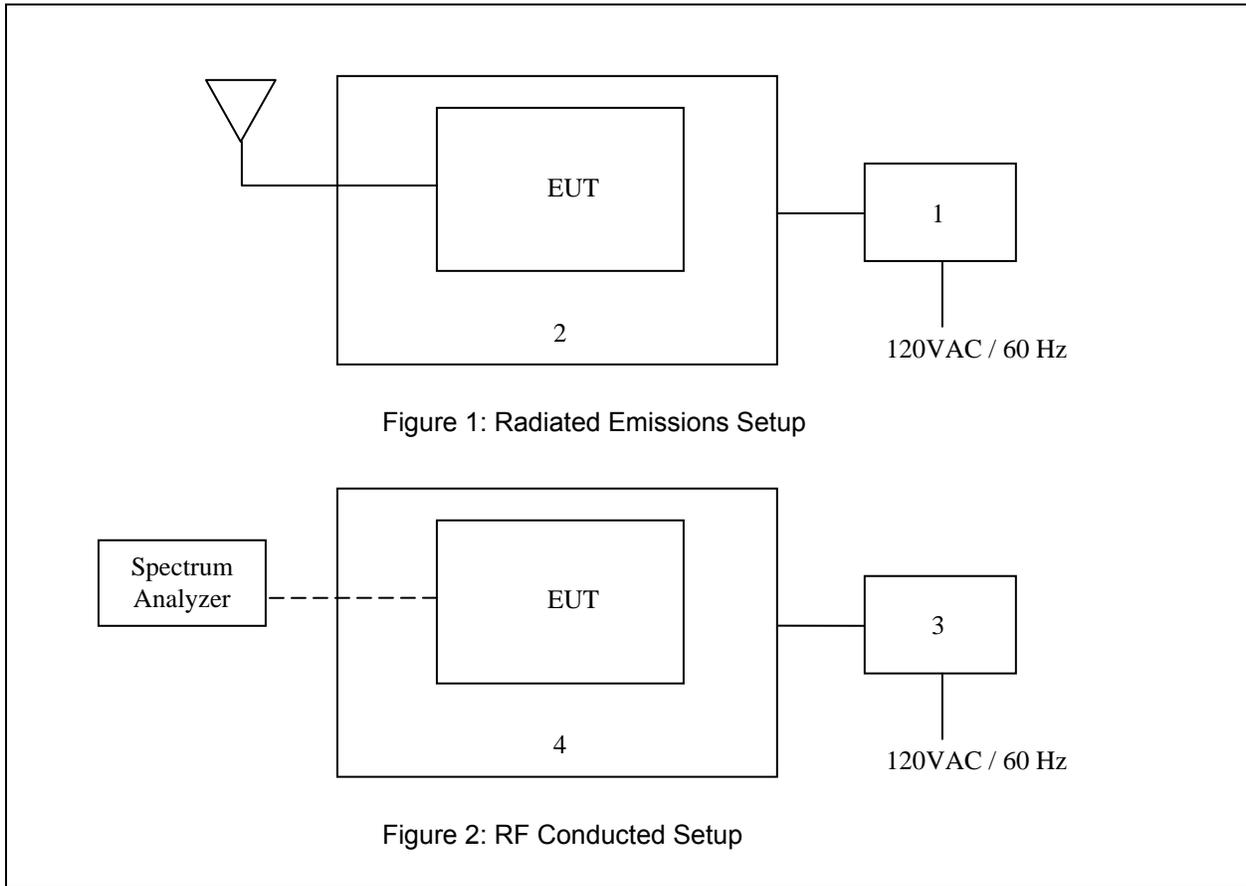 EUT
1
2
120VAC / 60 Hz
Figure 1: Radiated Emissions Setup
Spectrum
Analyzer
EUT
3
4
120VAC / 60 Hz
Figure 2: RF Conducted Setup